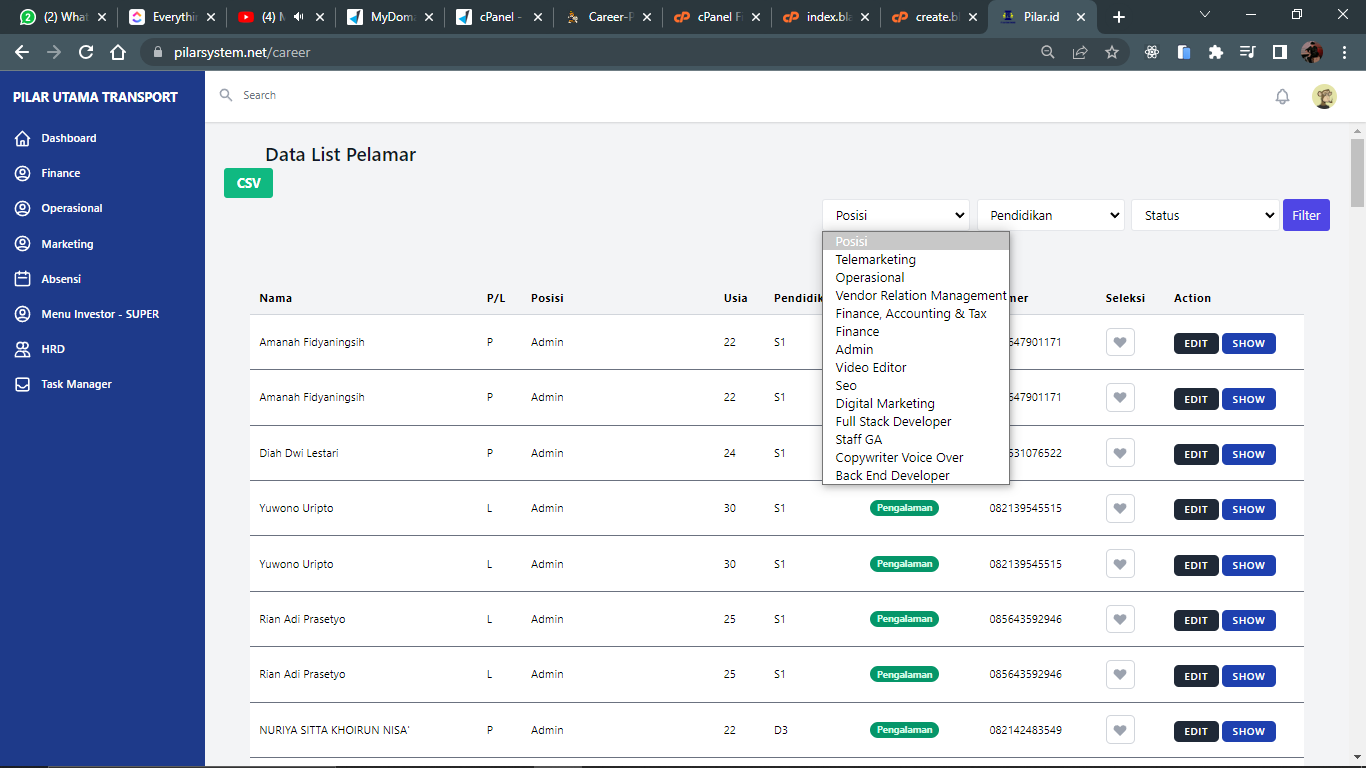 (2) What
Everythin
(4) M
MyDoma
cPanel -
Career-P
cPanel F
index.bla
create.bl
Pilar.id
pilarsystem.net/career
PILAR UTAMA TRANSPORT
Search
Dashboard
Finance
Operasional
Marketing
Absensi
Menu Investor - SUPER
HRD
Task Manager
Data List Pelamar
CSV
Posisi Pendidikan Status Filter
Posisi
Telemarketing
Operasional
Vendor Relation Management
Finance, Accounting & Tax
Finance
Admin
Video Editor
Seo
Digital Marketing
Full Stack Developer
Staff GA
Copywriter Voice Over
Back End Developer
Nama P/L Posisi Usia Pendidik mer Seleksi Action
Amanah Fidyaningsih P Admin 22 S1 547901171 EDIT SHOW
Amanah Fidyaningsih P Admin 22 S1 547901171 EDIT SHOW
Diah Dwi Lestari P Admin 24 S1 531076522 EDIT SHOW
Yuwono Uripto L Admin 30 S1 Pengalaman 082139545515 EDIT SHOW
Yuwono Uripto L Admin 30 S1 Pengalaman 082139545515 EDIT SHOW
Rian Adi Prasetyo L Admin 25 S1 Pengalaman 085643592946 EDIT SHOW
RIan Adi Prasetyo L Admin 25 S1 Pengalaman 085643592946 EDIT SHOW
NURIYA SITTA KHOIRUN NISA' P Admin 22 D3 Pengalaman 082142483549 EDIT SHOW